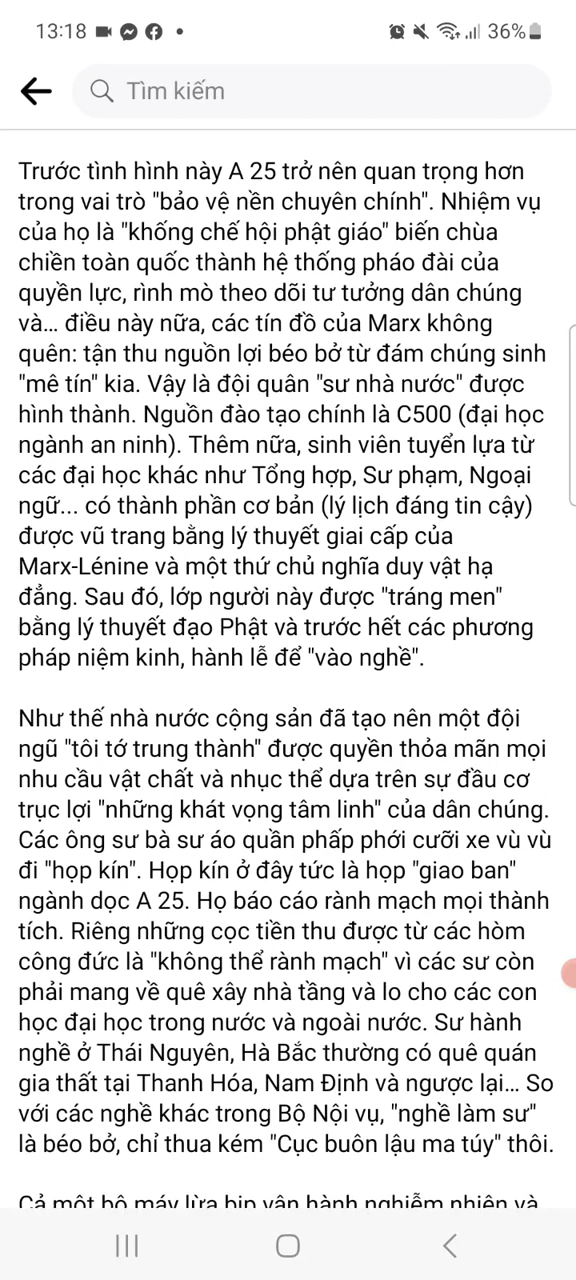 13:18
36%
Tìm kiếm
Trước tình hình này A 25 trở nên quan trọng hơn
trong vai trò "bảo vệ nền chuyên chính". Nhiệm vụ
của họ là "khống chế hội phật giáo" biến chùa
chiền toàn quốc thành hệ thống pháo đài của
quyền lực, rình mò theo dõi tư tưởng dân chúng
và... điều này nữa, các tín đồ của Marx không
quên: tận thu nguồn lợi béo bở từ đám chúng sinh
"mê tín" kia. Vậy là đội quân "sư nhà nước" được
hình thành. Nguồn đào tạo chính là C500 (đại học
ngành an ninh). Thêm nữa, sinh viên tuyển lựa từ
các đại học khác như Tổng hợp, Sư phạm, Ngoại
ngữ... có thành phần cơ bản (lý lịch đáng tin cậy)
được vũ trang bằng lý thuyết giai cấp của
Marx-Lénine và một thứ chủ nghĩa duy vật hạ
đẳng. Sau đó, lớp người này được "tráng men"
bằng lý thuyết đạo Phật và trước hết các phương
pháp niệm kinh, hành lễ để "vào nghề".
Như thế nhà nước cộng sản đã tạo nên một đội
ngũ "tôi tớ trung thành" được quyền thỏa mãn mọi
nhu cầu vật chất và nhục thể dựa trên sự đầu cơ
trục lợi "những khát vọng tâm linh" của dân chúng.
Các ông sư bà sư áo quần phấp phới cưỡi xe vù vù
đi "họp kín". Họp kín ở đây tức là họp "giao ban"
ngành dọc A 25. Họ báo cáo rành mạch mọi thành
tích. Riêng những cọc tiền thu được từ các hòm
công đức là "không thể rành mạch" vì các sư còn
phải mang về quê xây nhà tầng và lo cho các con
học đại học trong nước và ngoài nước. Sư hành
nghề ở Thái Nguyên, Hà Bắc thường có quê quán
gia thất tại Thanh Hóa, Nam Định và ngược lại... So
với các nghề khác trong Bộ Nội vụ, "nghề làm sư"
là béo bở, chỉ thua kém "Cục buôn lậu ma túy" thôi.
Cả một bộ máy lừa bịp vận hành nghiễm nhiên và